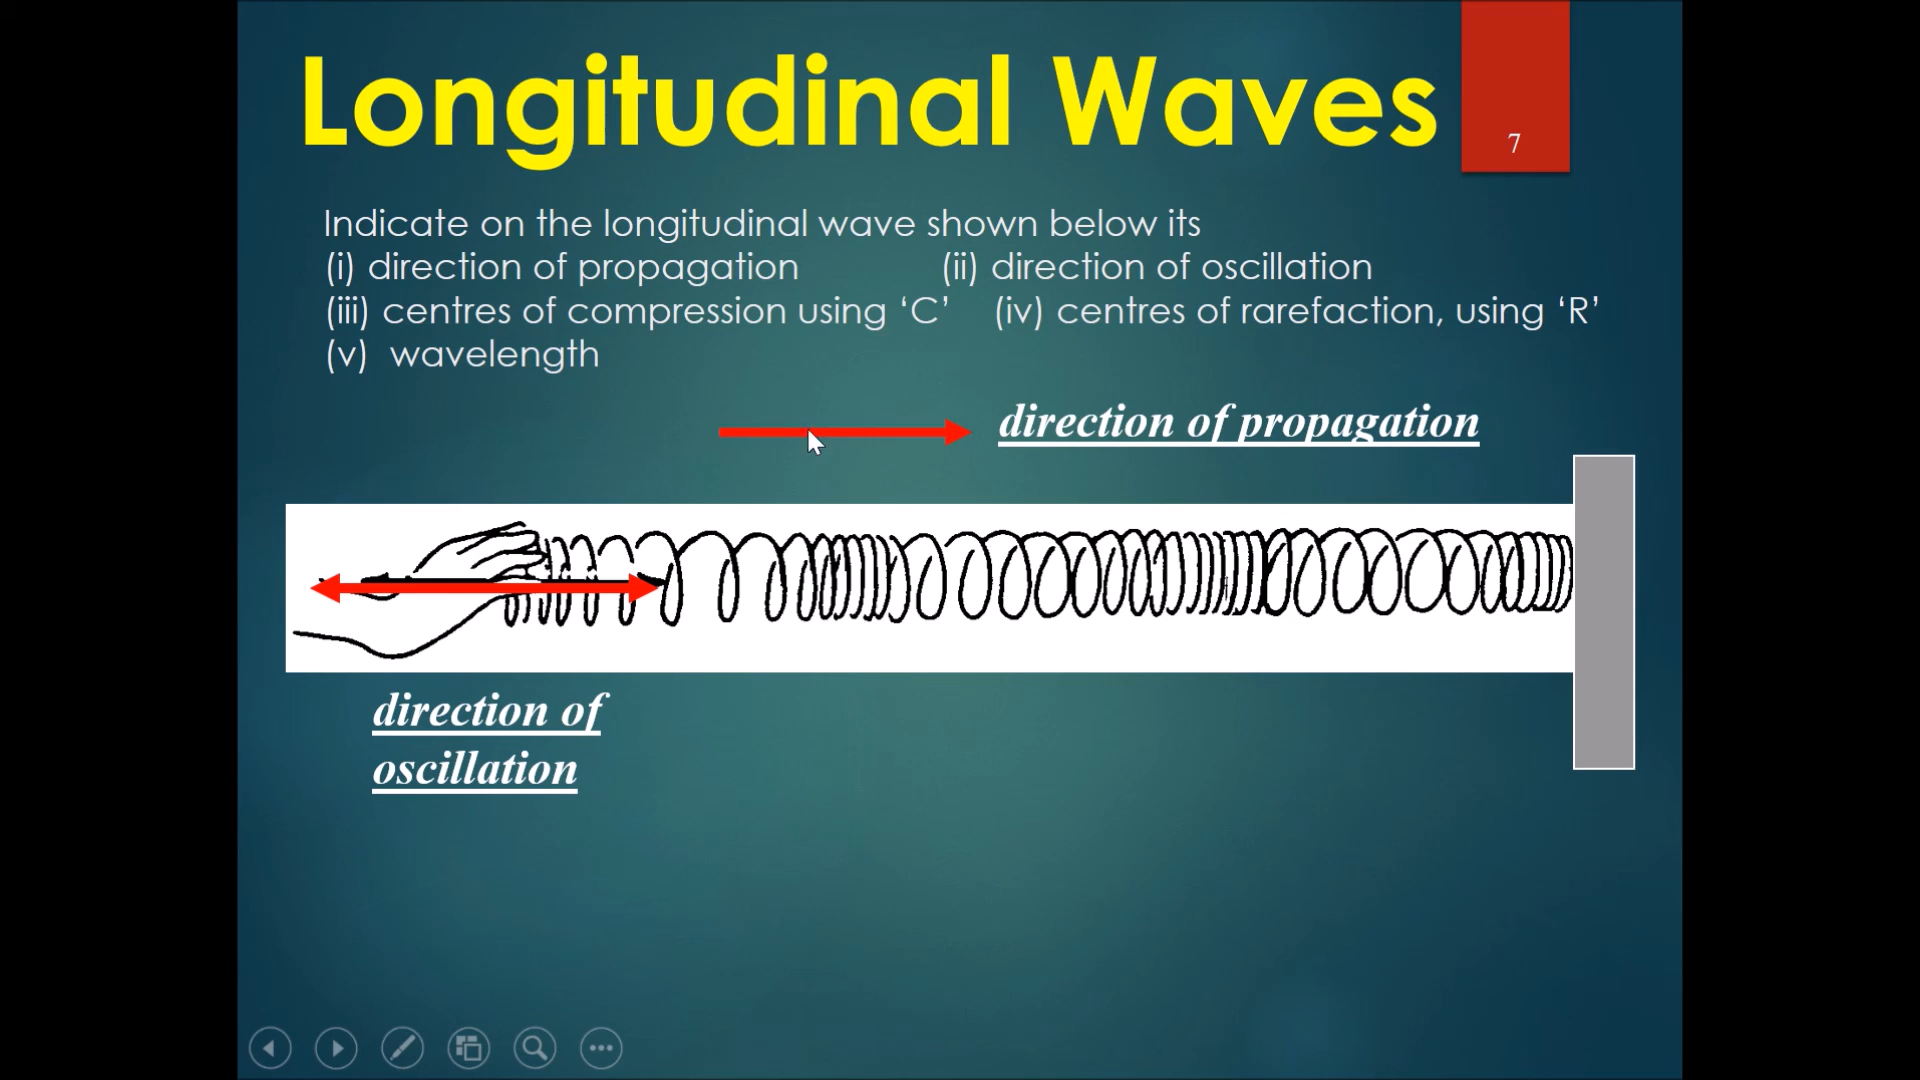 Longitudinal Waves
7
Indicate on the longitudinal wave shown below its
(i) direction of propagation (ii) direction of oscillation
(iii) centres of compression using ‘C’ (iv) centres of rarefaction, using ‘R’
(v) wavelength
direction of propagation
direction of
oscillation